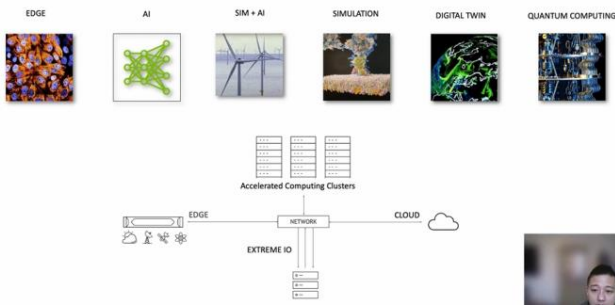 EDGE
AI
SIM + AI
SIMULATION
DIGITAL TWIN
QUANTUM COMPUTING
Accelerated Computing Clusters
EDGE
NETWORK
CLOUD
EXTREME IO